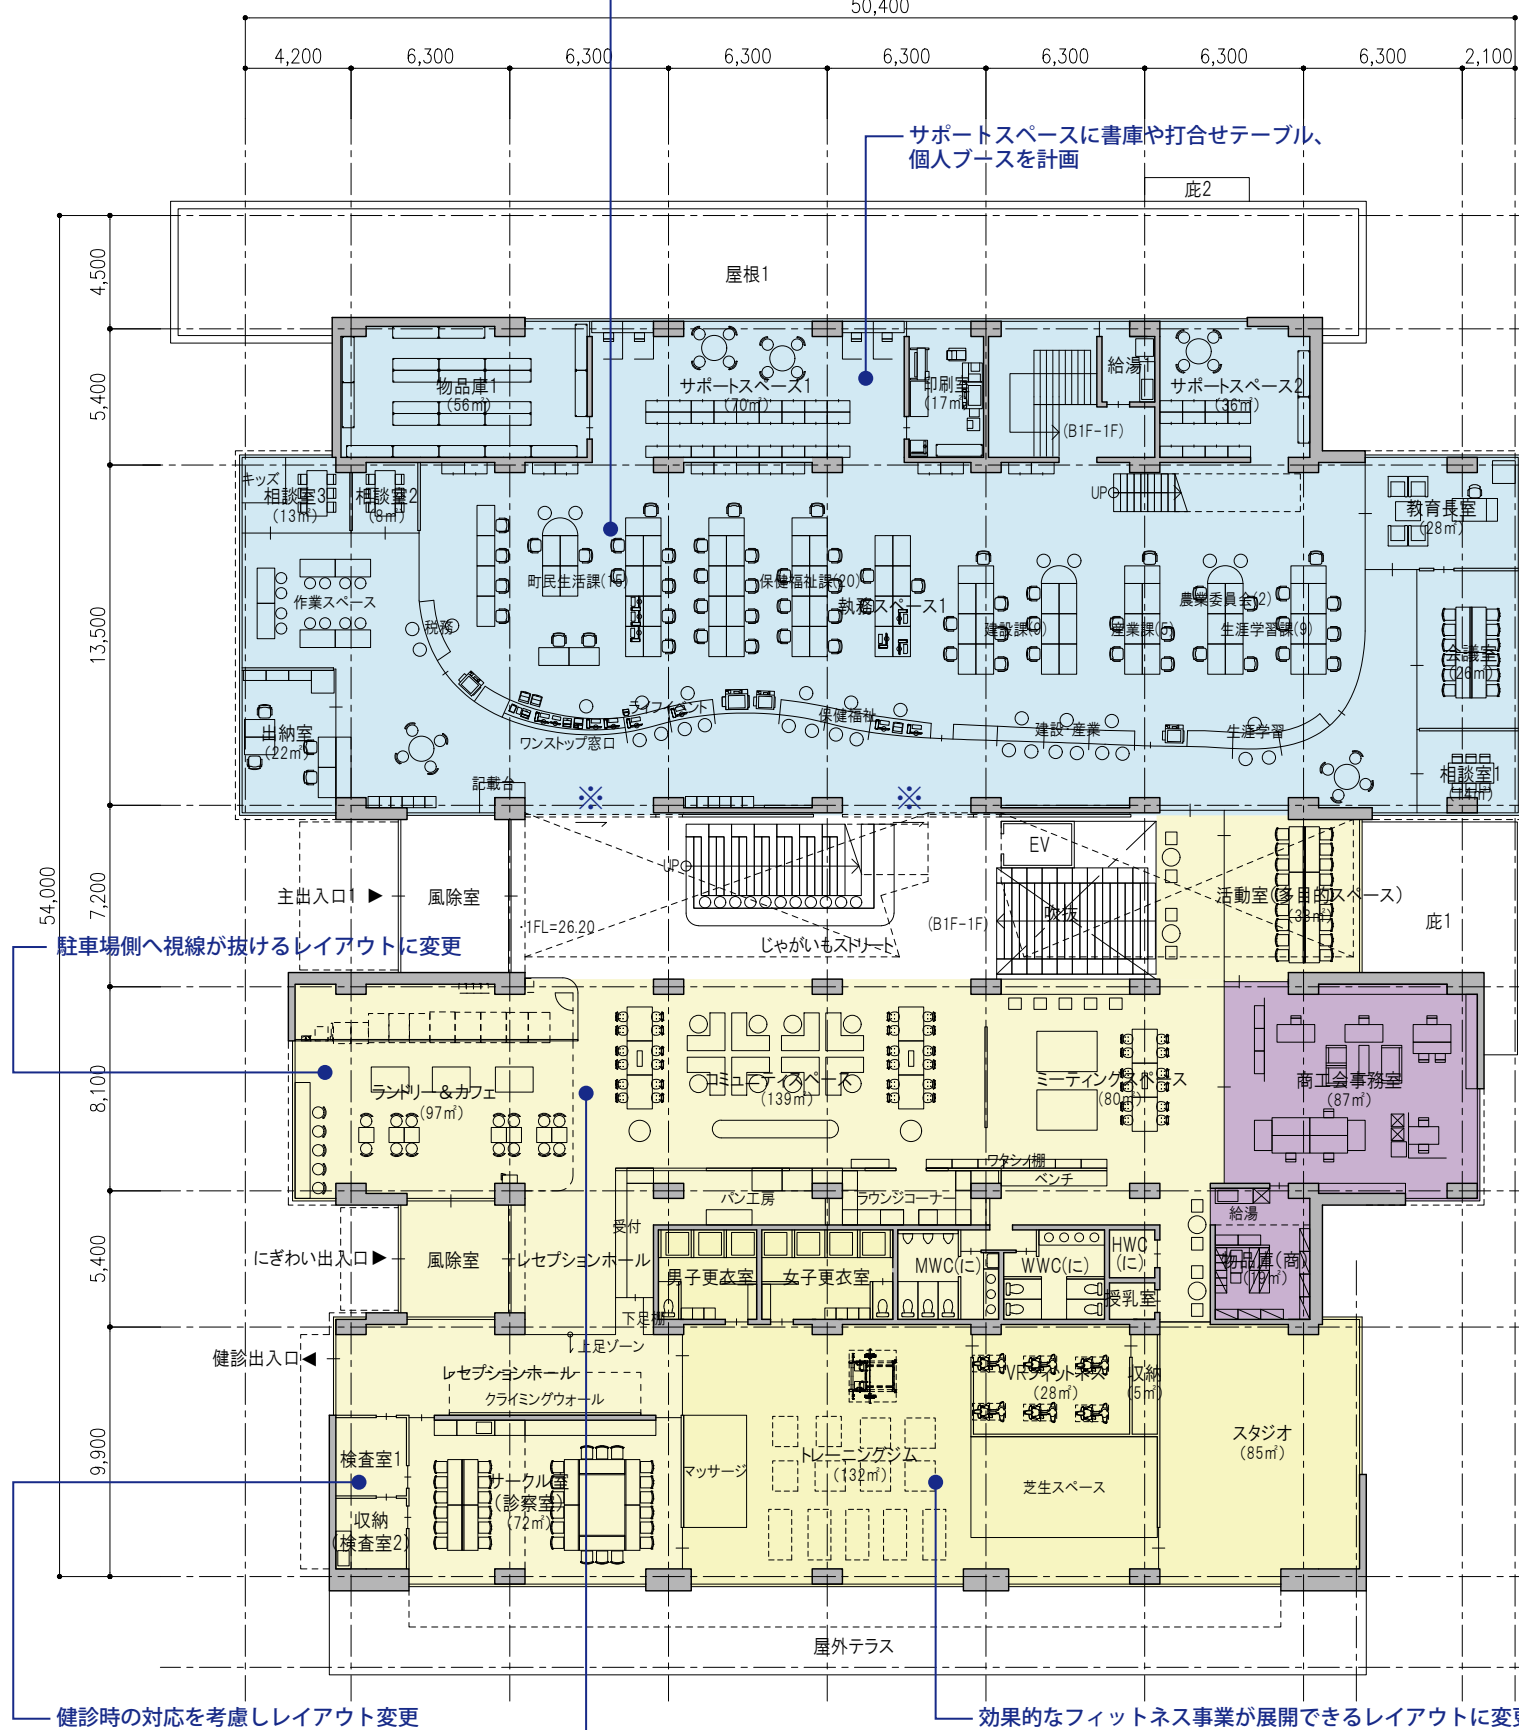 50,400
4,200
6,300
6,300
6,300
6,300
6,300
6,300
6,300
2,100
サポートスペースに書庫や打合せテーブル、
個人ブースを計画
庇2
屋根1
4,500
5,400
13,500
54,000
7,200
8,100
5,400
9,900
物品庫1
(56㎡)
サポートスペース1
(70㎡)
印刷室
(17㎡)
給湯1
サポートスペース2
(36㎡)
(B1F-1F)
UP
キッズ
相談室3
(13㎡)
相談室2
(8㎡)
教育長室
(28㎡)
作業スペース
税務
町民生活課(15)
保健福祉課(20)
執務スペース1
建設課(9)
産業課(5)
農業委員会(2)
生涯学習課(9)
会議室
(26㎡)
出納室
(22㎡)
ライフイベント
ワンストップ窓口
保健福祉
建設・産業
生涯学習
記載台
※
※
相談室1
(14㎡)
主出入口1 ▶
風除室
UP
EV
吹抜
(B1F-1F)
活動室(多目的スペース)
(33㎡)
庇1
1FL=26.20
じゃがいもストリート
駐車場側へ視線が抜けるレイアウトに変更
ランドリー&カフェ
(97㎡)
コミュニティスペース
(139㎡)
ミーティングスペース
(80㎡)
商工会事務室
(87㎡)
ワタシノ棚
ベンチ
パン工房
ラウンジコーナー
給湯
受付
にぎわい出入口▶
風除室
レセプションホール
男子更衣室
女子更衣室
MWC(に)
WWC(に)
HWC
(に)
授乳室
物品庫(商)
(19㎡)
下足棚
上足ゾーン
健診出入口◀
レセプションホール
クライミングウォール
VRフィットネス
(28㎡)
収納
(5㎡)
スタジオ
(85㎡)
検査室1
サークル室
(診察室)
(72㎡)
マッサージ
トレーニングジム
(132㎡)
芝生スペース
収納
(検査室2)
屋外テラス
健診時の対応を考慮しレイアウト変更
効果的なフィットネス事業が展開できるレイアウトに変